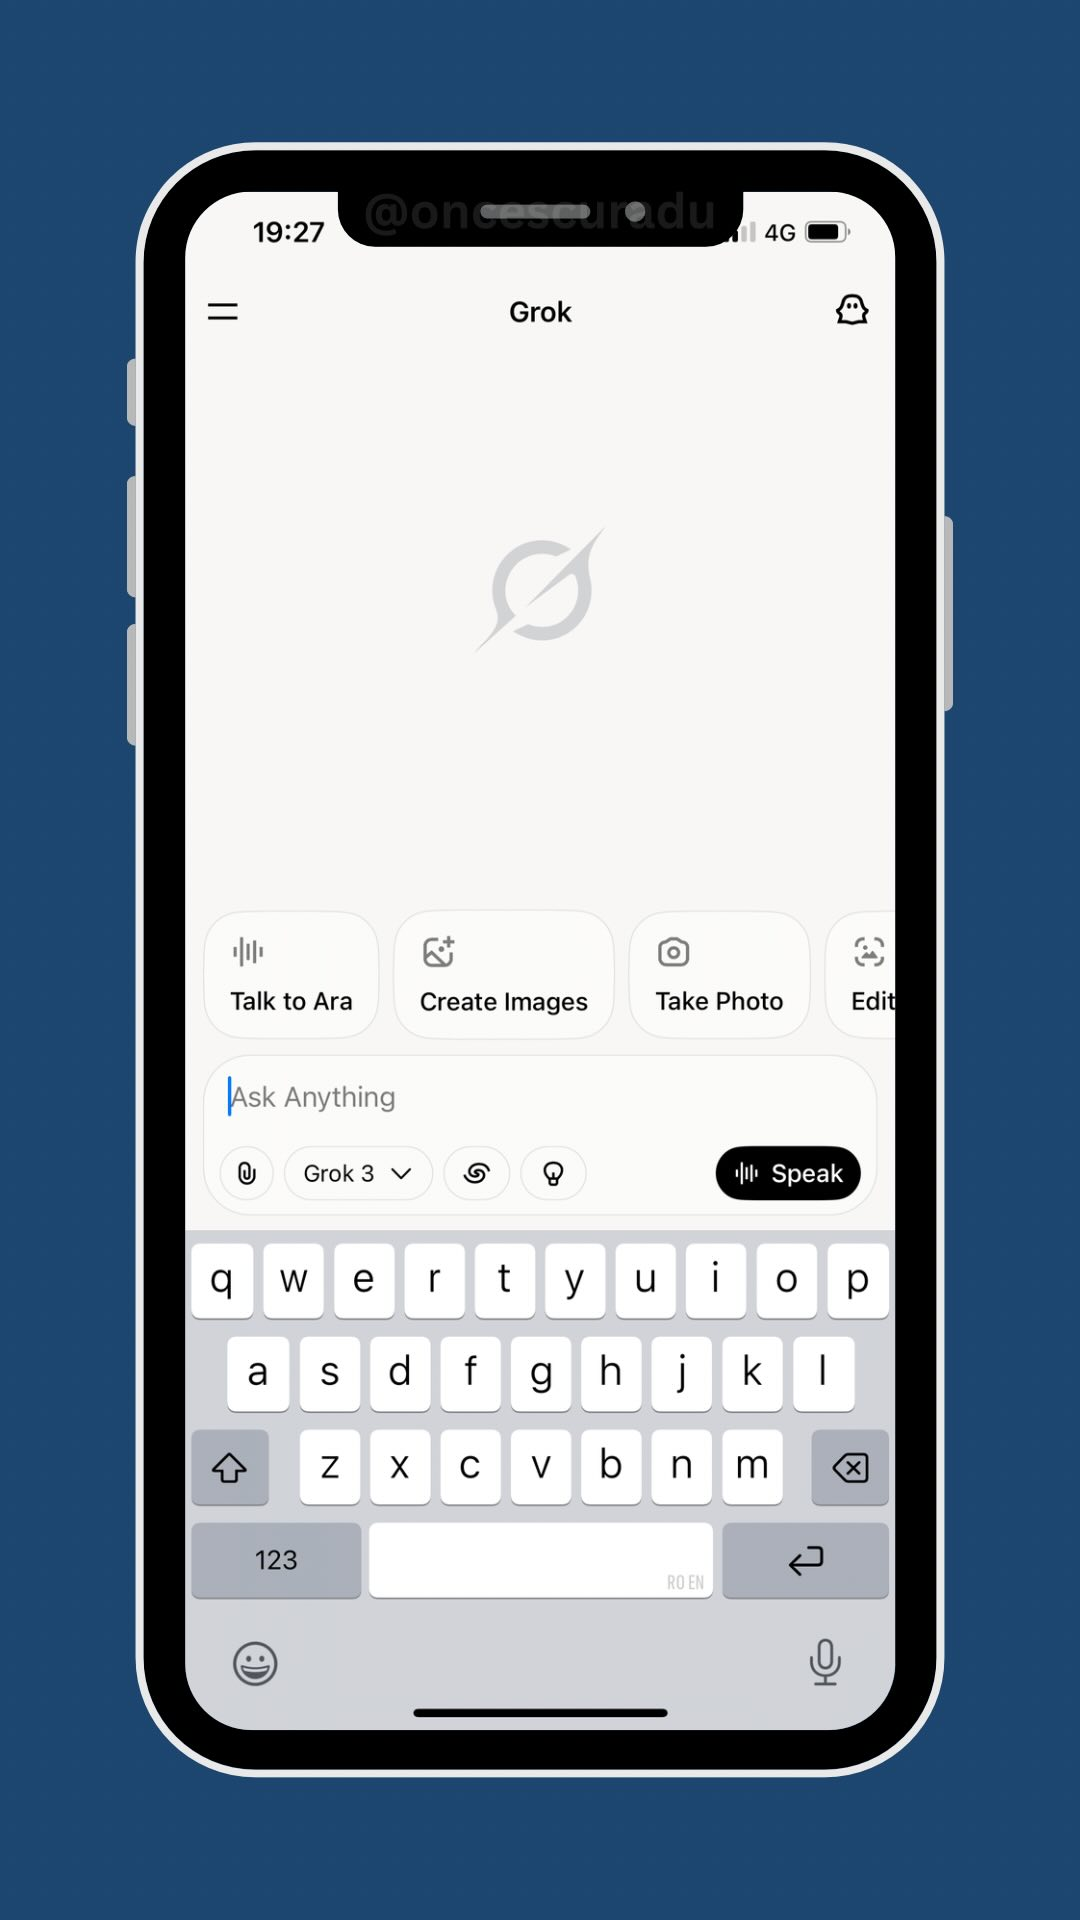 @oncescuradu
19:27
4G
Grok
Talk to Ara
Create Images
Take Photo
Edit
Ask Anything
Grok 3
Speak
q w e r t y u i o p
a s d f g h j k l
z x c v b n m
123
RO EN